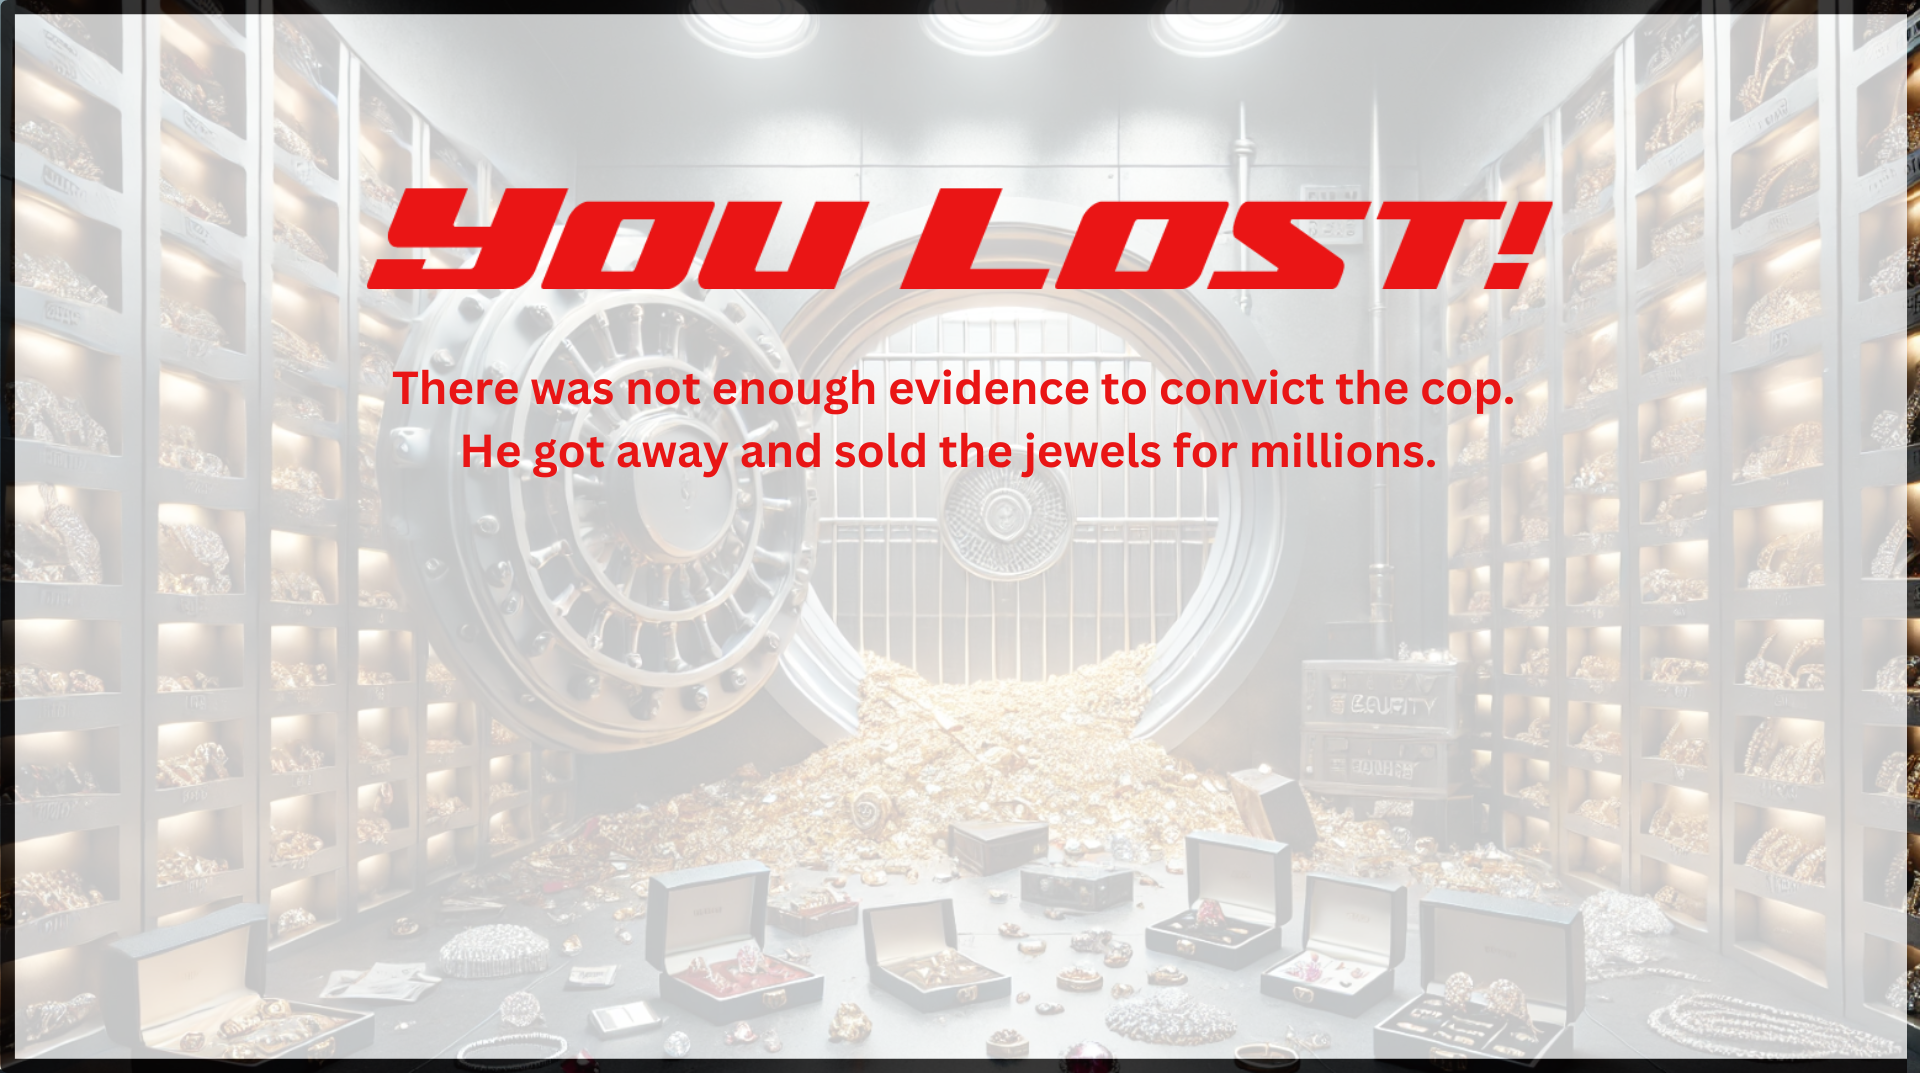 You Lost!
There was not enough evidence to convict the cop.
He got away and sold the jewels for millions.